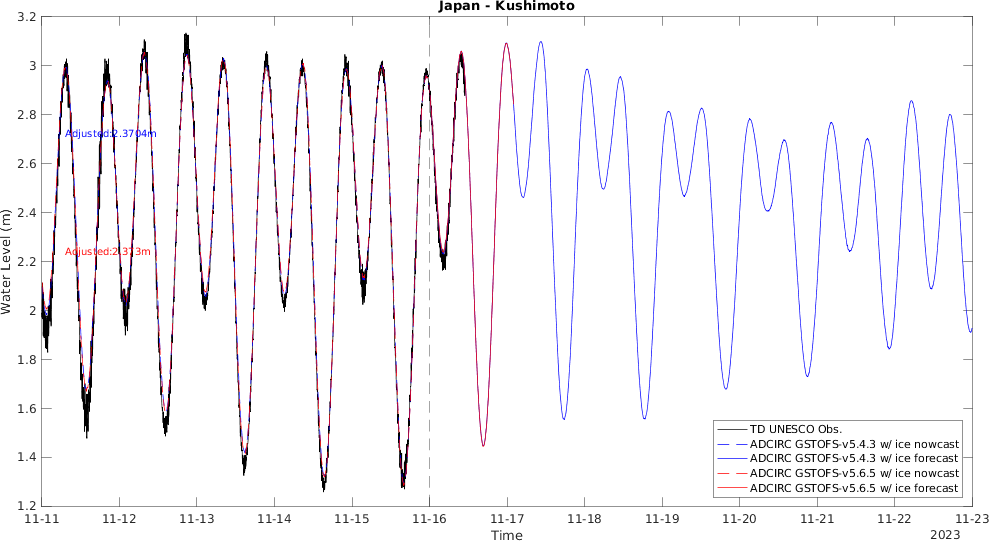 Japan - Kushimoto
3.2
3
2.8
2.6
2.4
2.2
2
1.8
1.6
1.4
1.2
Water Level (m)
Adjusted:2.3704m
Adjusted:2.373m
TD UNESCO Obs.
ADCIRC GSTOFS-v5.4.3 w/ ice nowcast
ADCIRC GSTOFS-v5.4.3 w/ ice forecast
ADCIRC GSTOFS-v5.6.5 w/ ice nowcast
ADCIRC GSTOFS-v5.6.5 w/ ice forecast
11-11 11-12 11-13 11-14 11-15 11-16 11-17 11-18 11-19 11-20 11-21 11-22 11-23
Time
2023